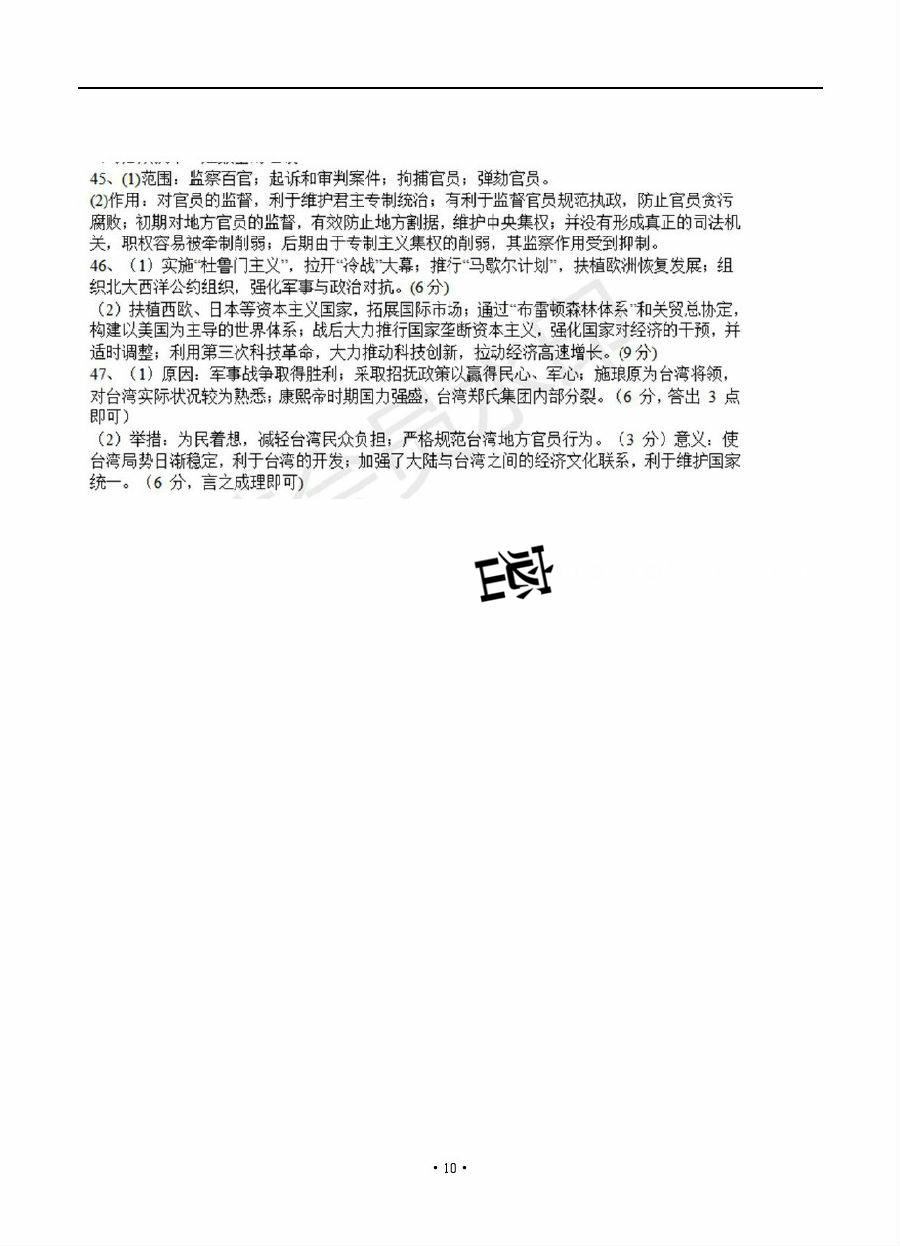 45、(1)范围：监察百官；起诉和审判案件；拘捕官员；弹劾官员。
(2)作用：对官员的监督，利于维护君主专制统治；有利于监督官员规范执政，防止官员贪污
腐败；初期对地方官员的监督，有效防止地方割据，维护中央集权；并没有形成真正的司法机
关，职权容易被牵制削弱；后期由于专制主义集权的削弱，其监察作用受到抑制。
46、（1）实施“杜鲁门主义”，拉开“冷战”大幕；推行“马歇尔计划”，扶植欧洲恢复发展；组
织北大西洋公约组织，强化军事与政治对抗。(6分)
（2）扶植西欧、日本等资本主义国家，拓展国际市场；通过“布雷顿森林体系”和关贸总协定，
构建以美国为主导的世界体系；战后大力推行国家垄断资本主义，强化国家对经济的干预，并
适时调整；利用第三次科技革命，大力推动科技创新，拉动经济高速增长。(9分)
47、（1）原因：军事战争取得胜利；采取招抚政策以赢得民心、军心；施琅原为台湾将领，
对台湾实际状况较为熟悉；康熙帝时期国力强盛，台湾郑氏集团内部分裂。（6 分，答出 3 点
即可）
（2）举措：为民着想，减轻台湾民众负担；严格规范台湾地方官员行为。（3 分）意义：使
台湾局势日渐稳定，利于台湾的开发；加强了大陆与台湾之间的经济文化联系，利于维护国家
统一。（6 分，言之成理即可)
·10·